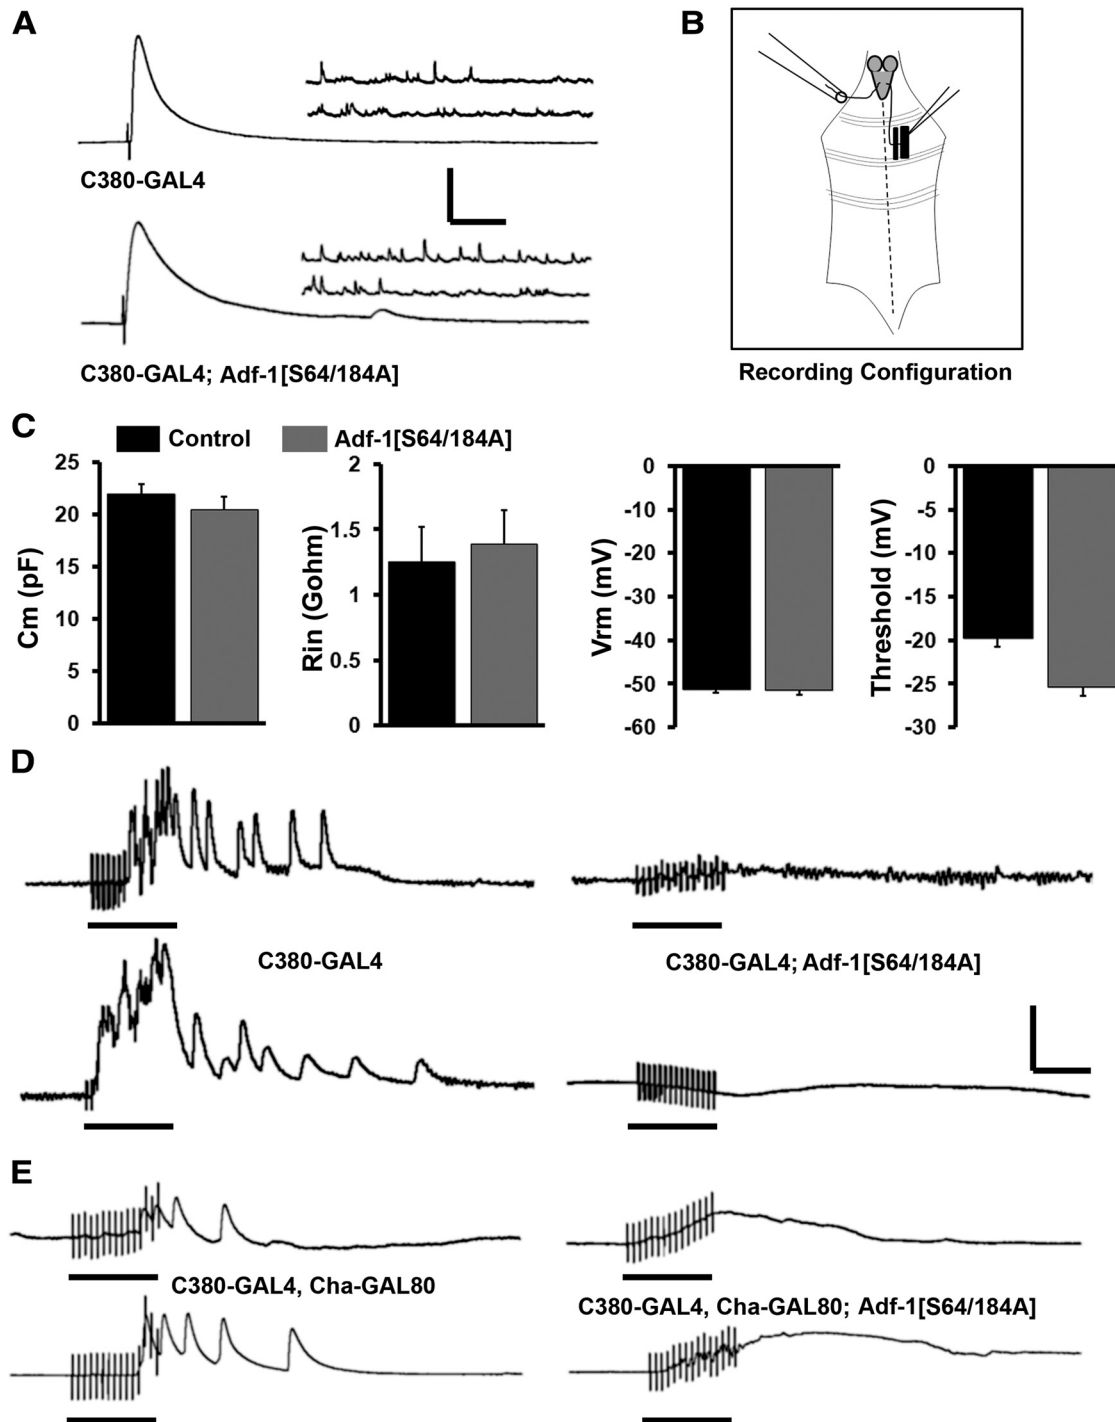 A
B
C380-GAL4
C380-GAL4; Adf-1[S64/184A]
Recording Configuration
C
Control
Adf-1[S64/184A]
Cm (pF)
25
20
15
10
5
0
Rin (Gohm)
2
1.5
1
0.5
0
Vrm (mV)
0
-10
-20
-30
-40
-50
-60
Threshold (mV)
0
-5
-10
-15
-20
-25
-30
D
C380-GAL4
C380-GAL4; Adf-1[S64/184A]
E
C380-GAL4, Cha-GAL80
C380-GAL4, Cha-GAL80; Adf-1[S64/184A]